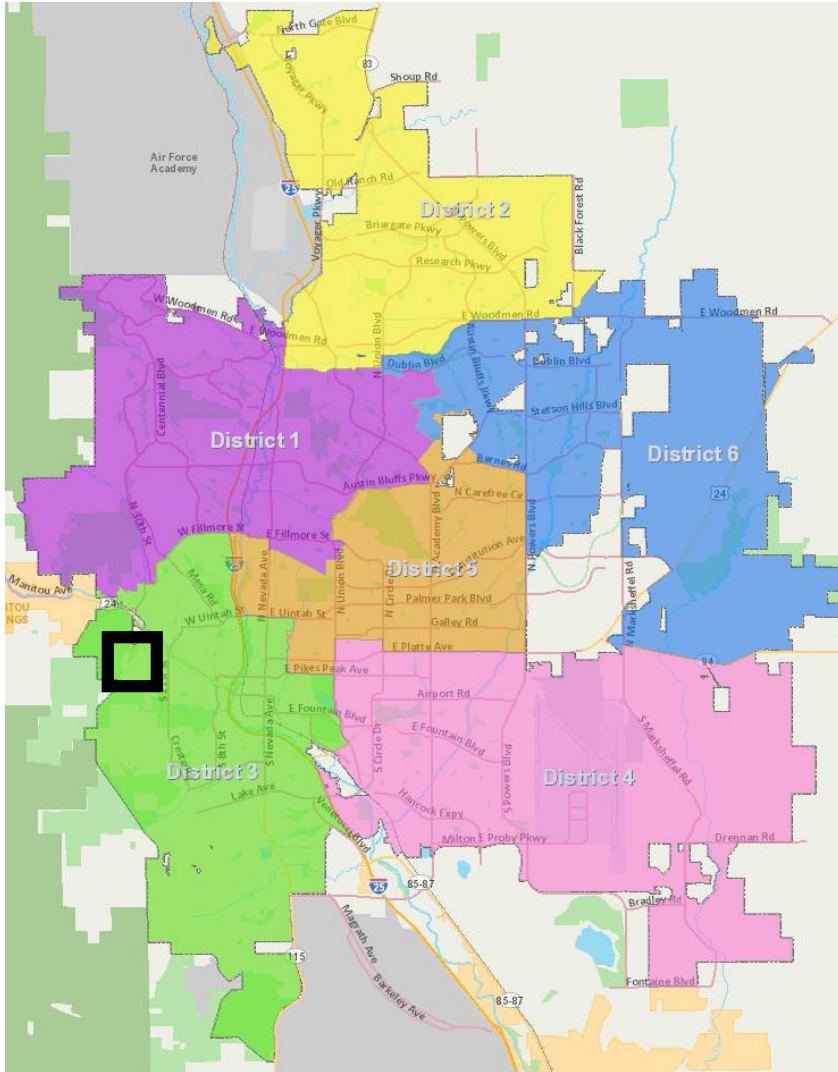 North Gate Blvd
83
Voyager Pkwy
Shoup Rd
Air Force
Academy
25
Old Ranch Rd
Black Forest Rd
District 2
Voyager Pkwy
Briargate Pkwy
N Powers Blvd
Research Pkwy
W Woodmen Rd
E Woodmen Rd
E Woodmen Rd
E Woodmen Rd
N Union Blvd
Austin Bluffs Pkwy
Dublin Blvd
Dublin Blvd
Centennial Blvd
Stetson Hills Blvd
District 1
District 6
Barnes Rd
Austin Bluffs Pkwy
N Carefree Cir
24
N 30th St
W Fillmore St
E Fillmore St
N Academy Blvd
N Powers Blvd
25
N Nevada Ave
N Union Blvd
N Circle Dr
District 5
Manitou Ave
24
Mesa Rd
Palmer Park Blvd
N Marksheffel Rd
W Uintah St
E Uintah St
Galley Rd
E Platte Ave
94
E Pikes Peak Ave
Airport Rd
E Fountain Blvd
E Fountain Blvd
S Circle Dr
S 8th St
S Nevada Ave
S Powers Blvd
S Marksheffel Rd
District 3
District 4
Lake Ave
Venetucci Blvd
Hancock Expy
Milton E Proby Pkwy
Drennan Rd
25
85-87
Bradley Rd
Magrath Ave
115
Barkeley Ave
Fontaine Blvd
85-87